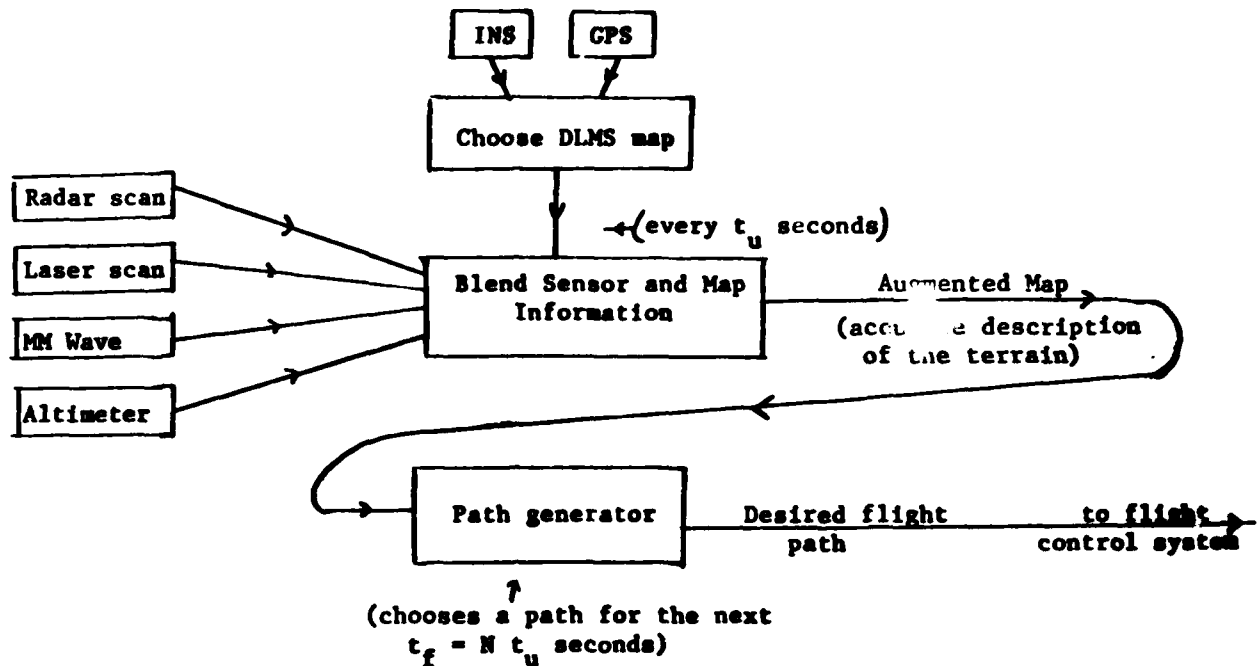 INS
GPS
Choose DLMS map
Radar scan
(every t_u seconds)
Laser scan
Blend Sensor and Map
Information
Augmented Map
(accurate description
of the terrain)
MM Wave
Altimeter
Path generator
Desired flight
path
to flight
control system
(chooses a path for the next
t_f = N t_u seconds)